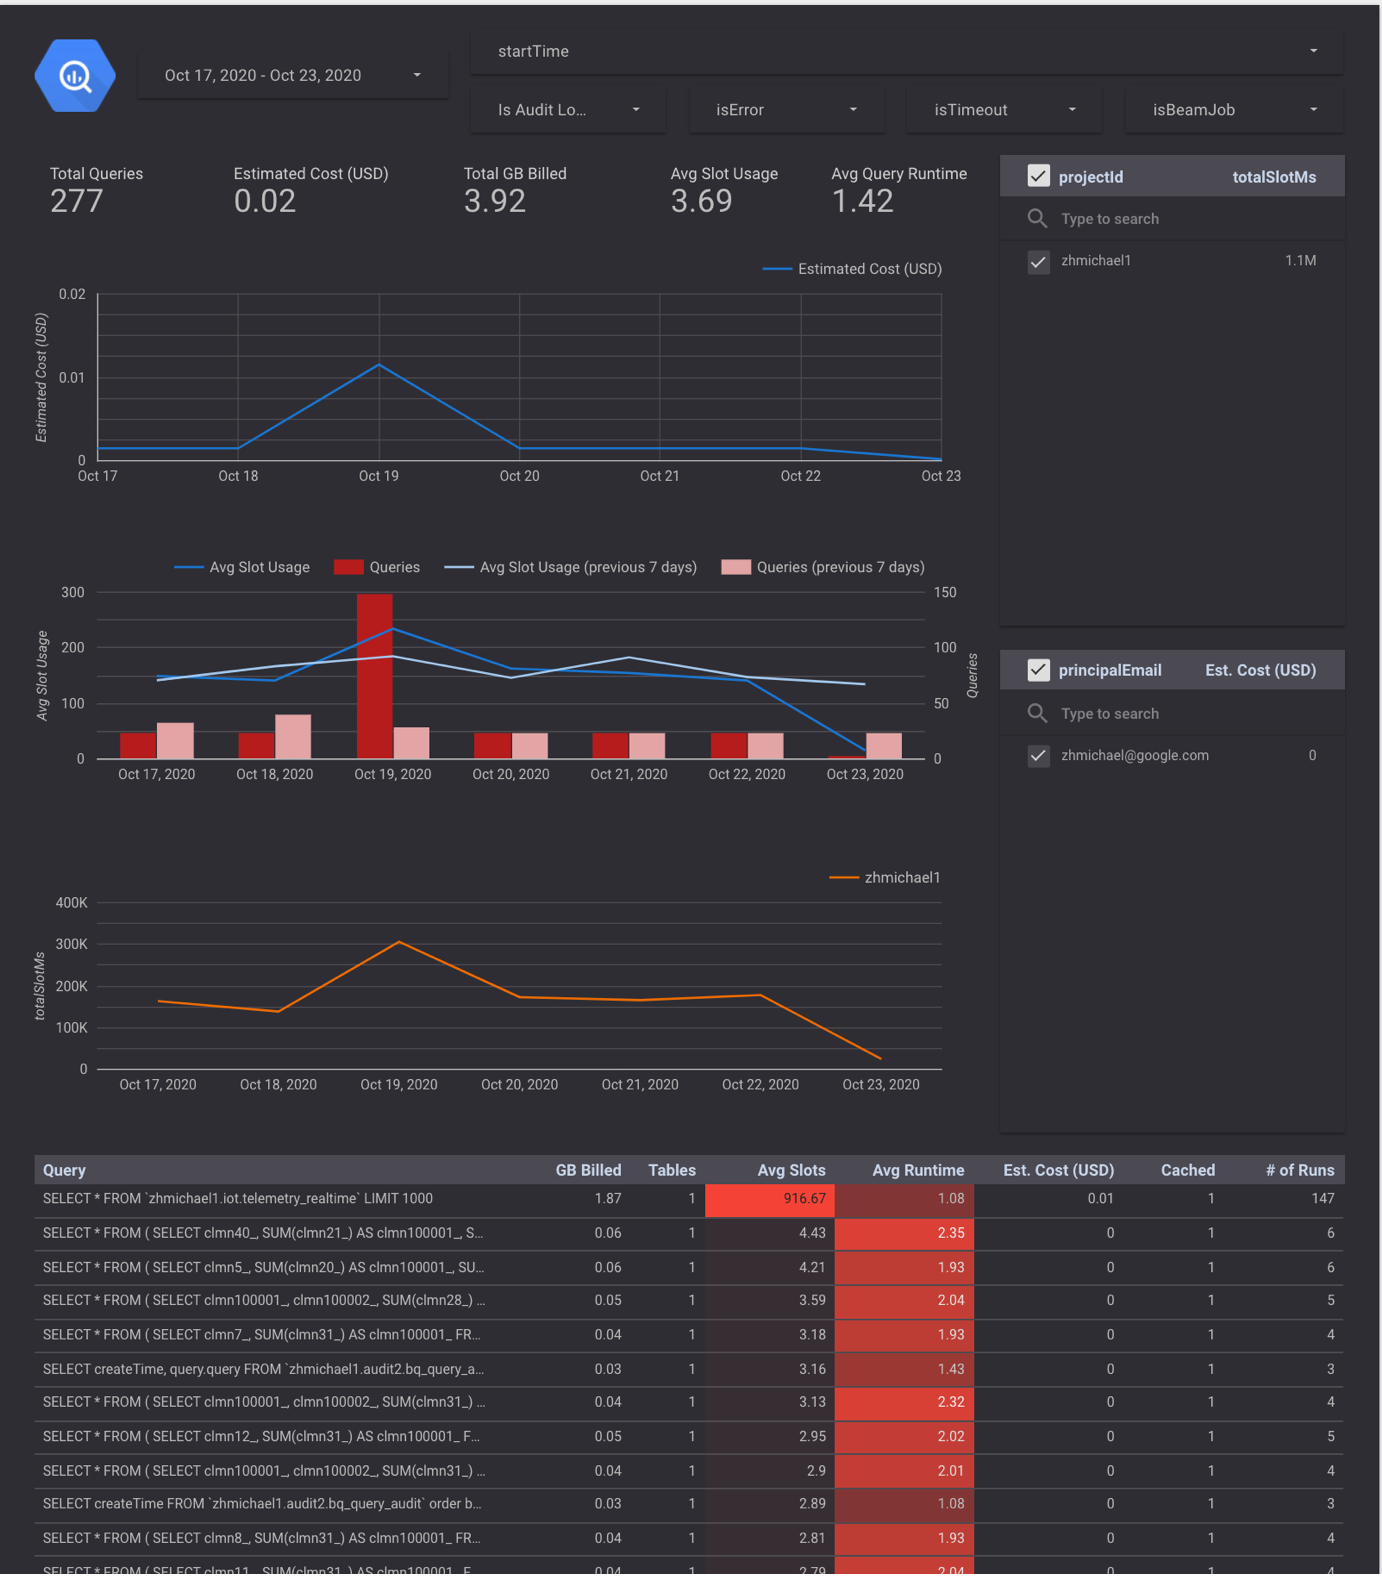 startTime
Oct 17, 2020 - Oct 23, 2020
Is Audit Lo... isError isTimeout isBeamJob
Total Queries Estimated Cost (USD) Total GB Billed Avg Slot Usage Avg Query Runtime
277 0.02 3.92 3.69 1.42
projectId totalSlotMs
Type to search
zhmichael1 1.1M
Estimated Cost (USD)
Estimated Cost (USD)
0.02
0.01
0
Oct 17 Oct 18 Oct 19 Oct 20 Oct 21 Oct 22 Oct 23
Avg Slot Usage Queries Avg Slot Usage (previous 7 days) Queries (previous 7 days)
Avg Slot Usage
300 150
200 100
100 50
0 0
Queries
Oct 17, 2020 Oct 18, 2020 Oct 19, 2020 Oct 20, 2020 Oct 21, 2020 Oct 22, 2020 Oct 23, 2020
principalEmail Est. Cost (USD)
Type to search
zhmichael@google.com 0
zhmichael1
totalSlotMs
400K
300K
200K
100K
0
Oct 17, 2020 Oct 18, 2020 Oct 19, 2020 Oct 20, 2020 Oct 21, 2020 Oct 22, 2020 Oct 23, 2020
Query GB Billed Tables Avg Slots Avg Runtime Est. Cost (USD) Cached # of Runs
SELECT * FROM `zhmichael1.iot.telemetry_realtime` LIMIT 1000 1.87 1 916.67 1.08 0.01 1 147
SELECT * FROM ( SELECT clmn40_, SUM(clmn21_) AS clmn100001_, S... 0.06 1 4.43 2.35 0 1 6
SELECT * FROM ( SELECT clmn5_, SUM(clmn20_) AS clmn100001_, SU... 0.06 1 4.21 1.93 0 1 6
SELECT * FROM ( SELECT clmn100001_, clmn100002_, SUM(clmn28_) ... 0.05 1 3.59 2.04 0 1 5
SELECT * FROM ( SELECT clmn7_, SUM(clmn31_) AS clmn100001_ FR... 0.04 1 3.18 1.93 0 1 4
SELECT createTime, query.query FROM `zhmichael1.audit2.bq_query_a... 0.03 1 3.16 1.43 0 1 3
SELECT * FROM ( SELECT clmn100001_, clmn100002_, SUM(clmn31_) ... 0.04 1 3.13 2.32 0 1 4
SELECT * FROM ( SELECT clmn12_, SUM(clmn31_) AS clmn100001_ F... 0.05 1 2.95 2.02 0 1 5
SELECT * FROM ( SELECT clmn100001_, clmn100002_, SUM(clmn31_) ... 0.04 1 2.9 2.01 0 1 4
SELECT createTime FROM `zhmichael1.audit2.bq_query_audit` order b... 0.03 1 2.89 1.08 0 1 3
SELECT * FROM ( SELECT clmn8_, SUM(clmn31_) AS clmn100001_ FR... 0.04 1 2.81 1.93 0 1 4
SELECT * FROM ( SELECT clmn11_, SUM(clmn31_) AS clmn100001_ F... 0.04 1 2.79 2.04 0 1 4